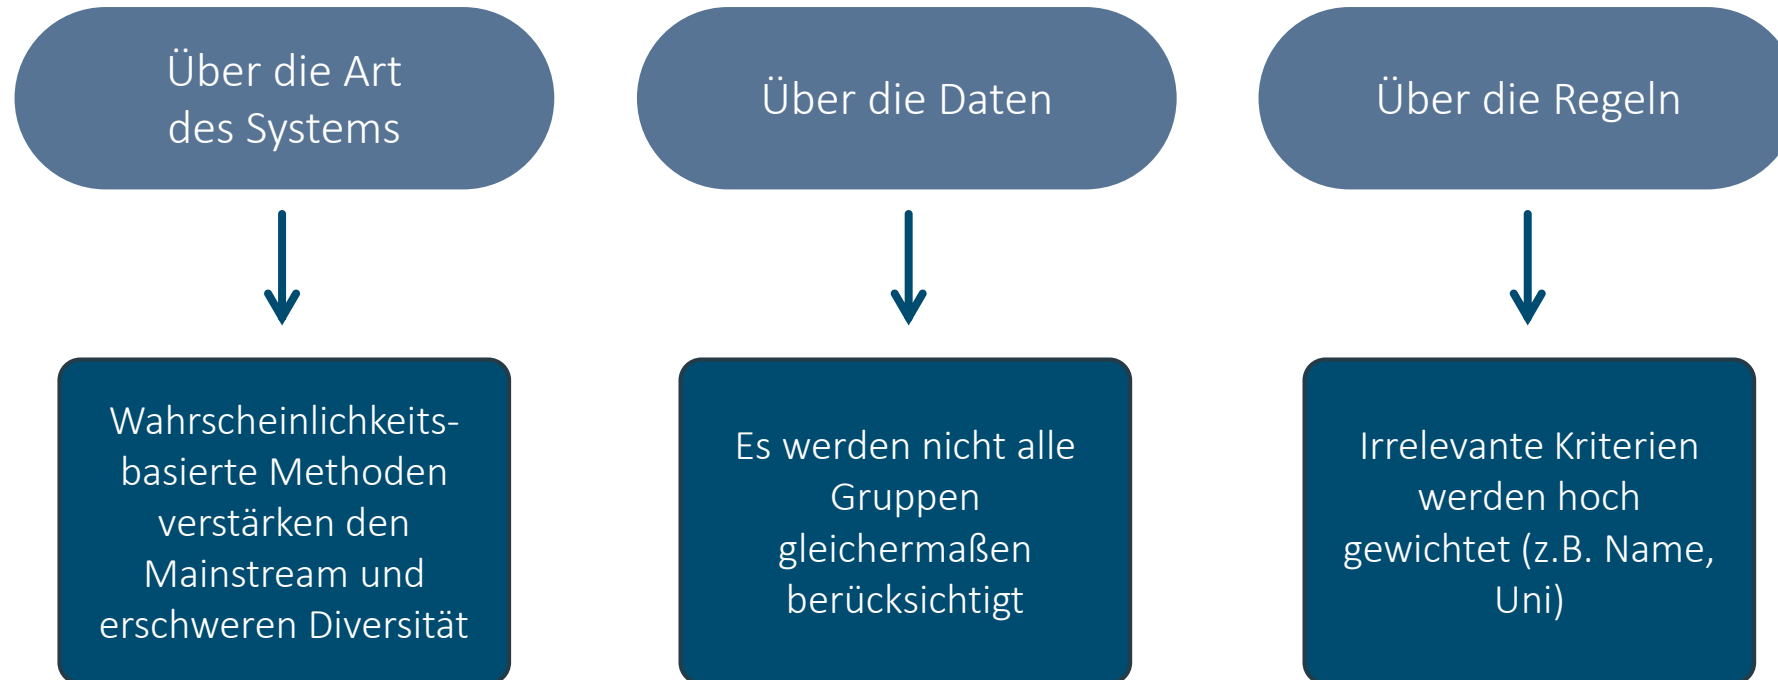 Über die Art
des Systems
Über die Daten
Über die Regeln
Wahrscheinlichkeits-
basierte Methoden
verstärken den
Mainstream und
erschweren Diversität
Es werden nicht alle
Gruppen
gleichermaßen
berücksichtigt
Irrelevante Kriterien
werden hoch
gewichtet (z.B. Name,
Uni)